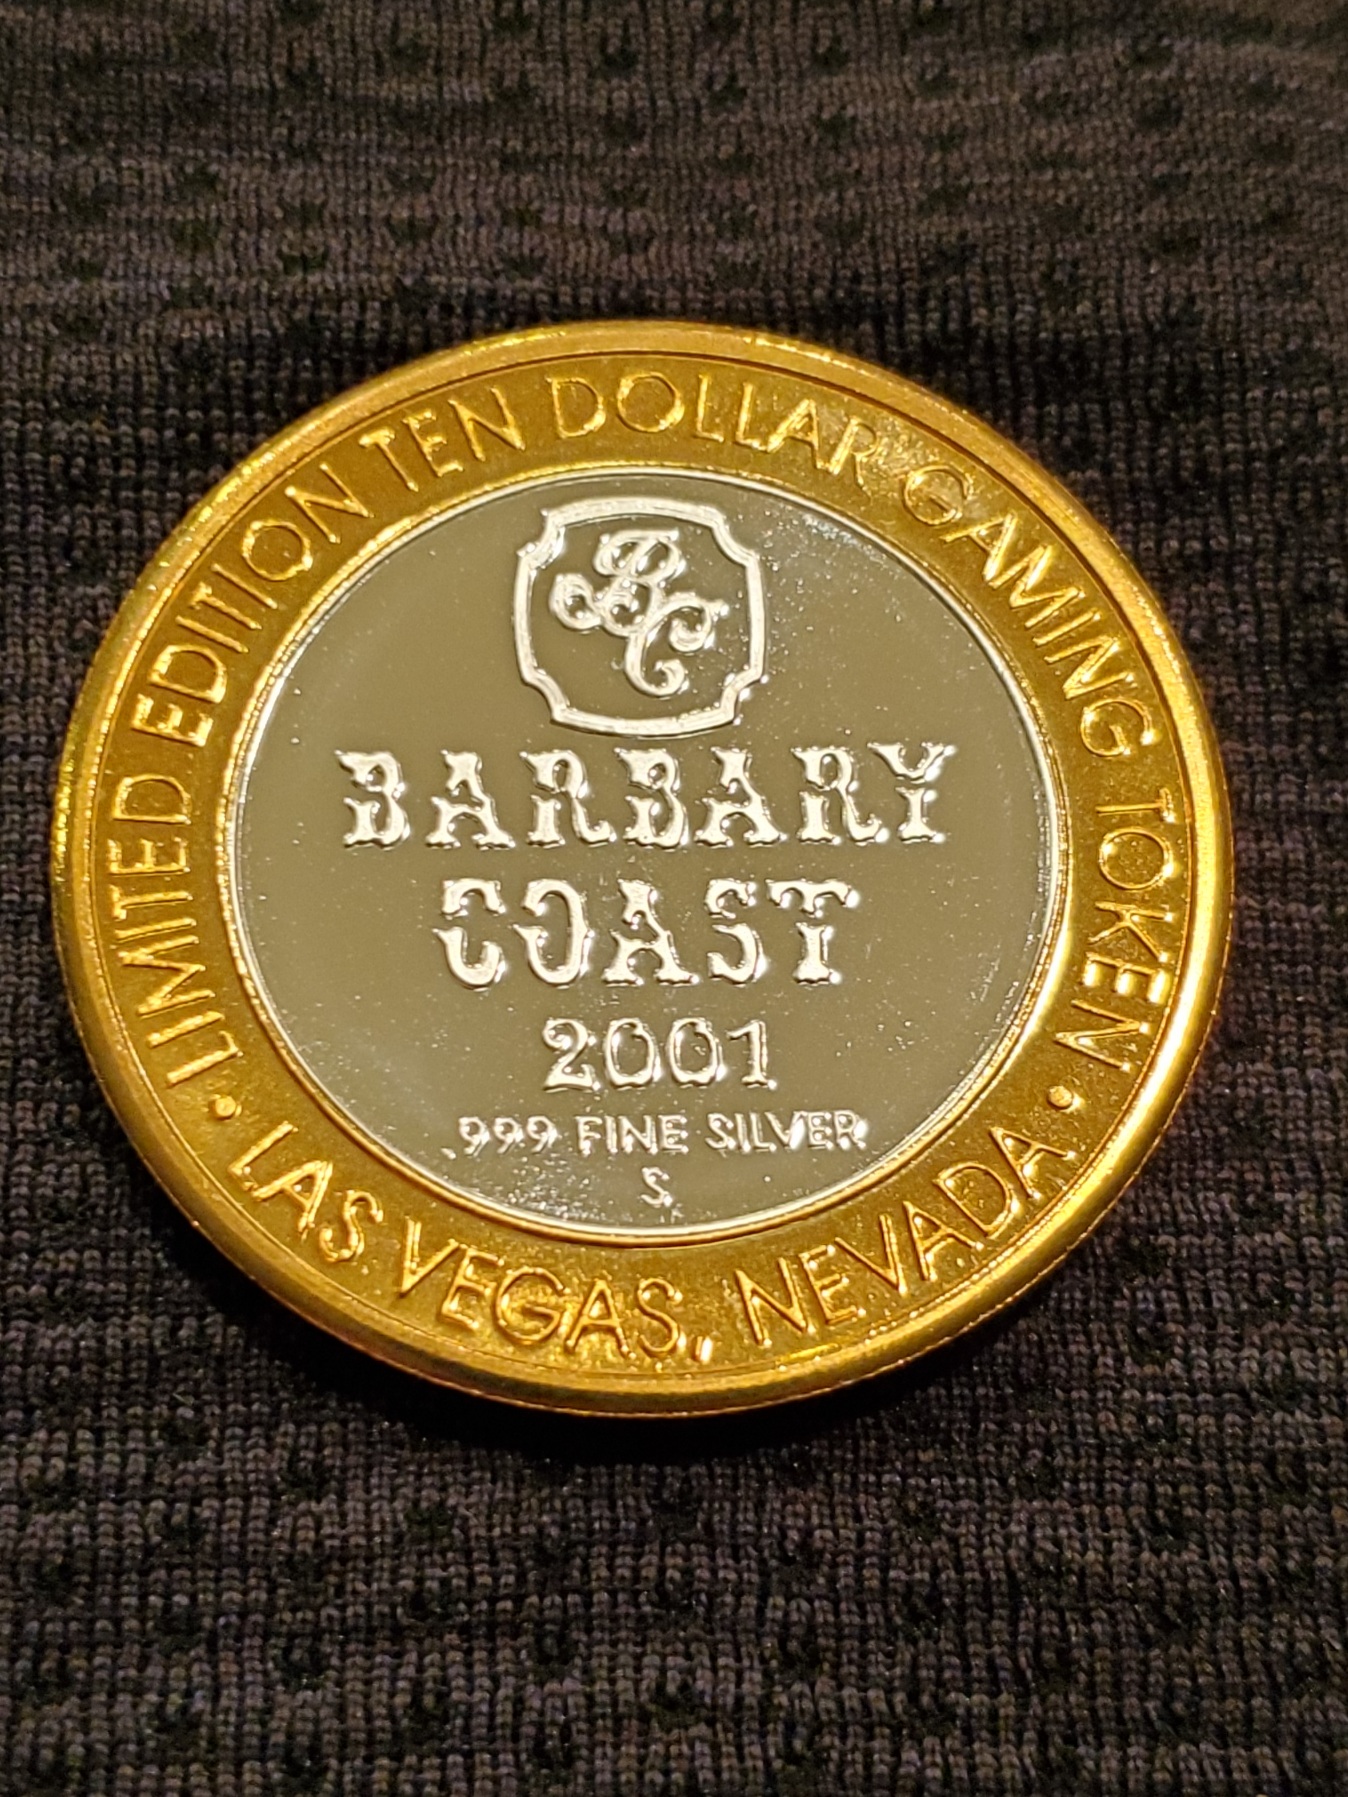 LIMITED EDITION TEN DOLLAR GAMING TOKEN
BC
BARBARY
COAST
2001
.999 FINE SILVER
S
• LAS VEGAS, NEVADA •